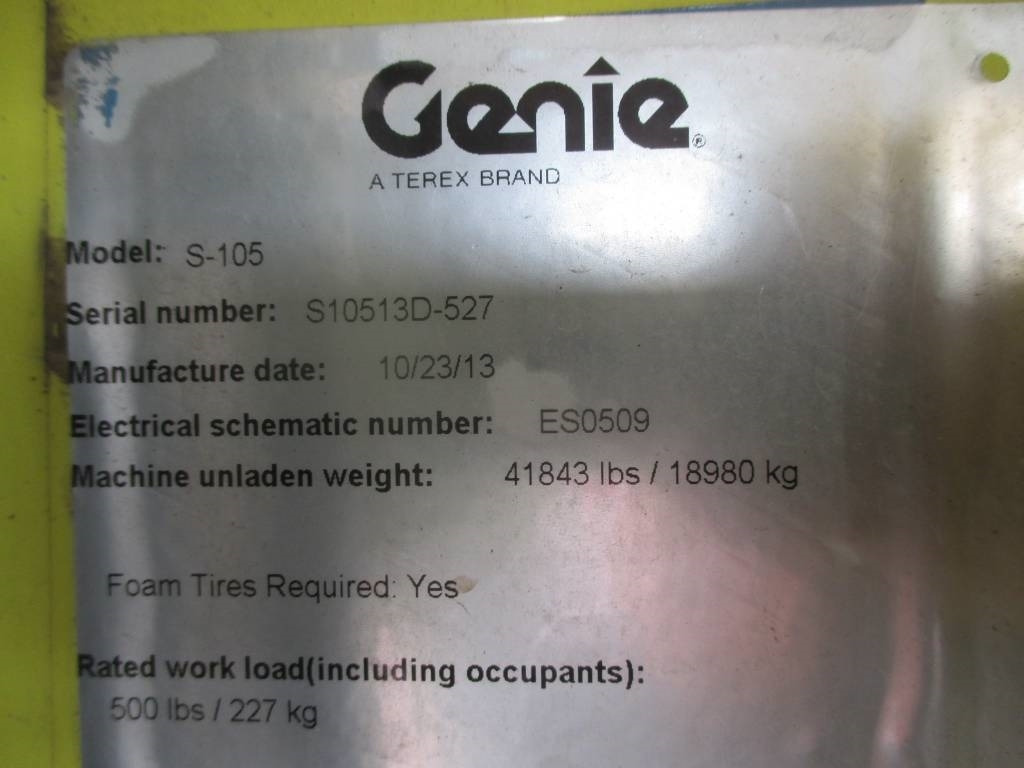 Genie®
A TEREX BRAND
Model: S-105
Serial number: S10513D-527
Manufacture date: 10/23/13
Electrical schematic number: ES0509
Machine unladen weight: 41843 lbs / 18980 kg
Foam Tires Required: Yes
Rated work load(including occupants):
500 lbs / 227 kg